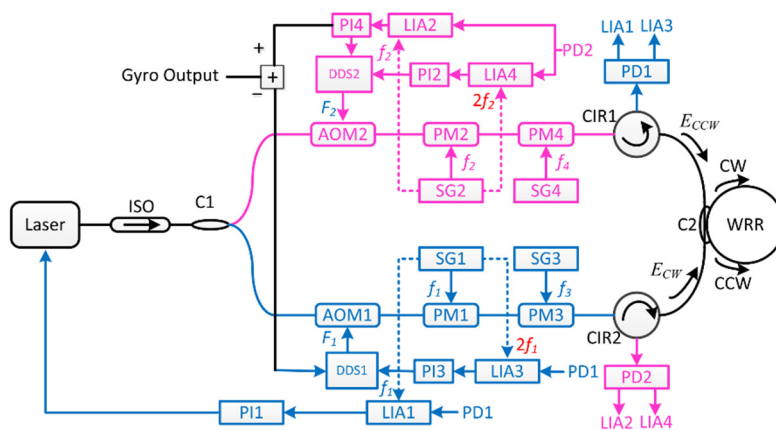 LIA1 LIA3
PI4 LIA2
+
f2
PD2
DDS2 PI2 LIA4
PD1
Gyro Output
+
−
F2
2f2
CIR1
ECCW
AOM2 PM2 PM4
f2 f4
CW
SG2 SG4
C1
ISO
C2
Laser
WRR
SG1 SG3
ECW
CCW
f1 f3
AOM1 PM1 PM3
F1
2f1
CIR2
DDS1 PI3 LIA3 PD1
PD2
f1
PI1 LIA1 PD1
LIA2 LIA4